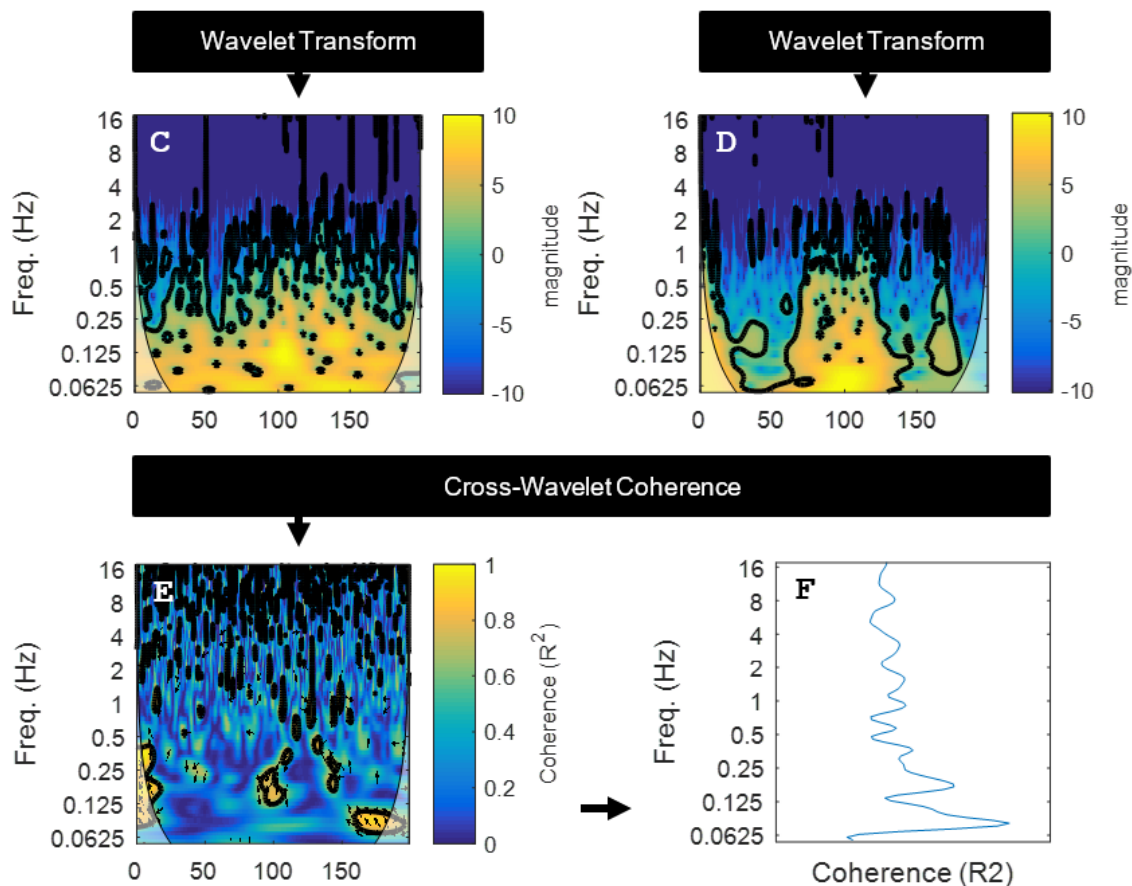 Wavelet Transform
Wavelet Transform
C
16
8
4
2
1
0.5
0.25
0.125
0.0625
Freq. (Hz)
0 50 100 150
10
5
0
-5
-10
magnitude
D
16
8
4
2
1
0.5
0.25
0.125
0.0625
Freq. (Hz)
0 50 100 150
10
5
0
-5
-10
magnitude
Cross-Wavelet Coherence
E
16
8
4
2
1
0.5
0.25
0.125
0.0625
Freq. (Hz)
0 50 100 150
1
0.8
0.6
0.4
0.2
0
Coherence (R²)
F
16
8
4
2
1
0.5
0.25
0.125
0.0625
Freq. (Hz)
Coherence (R2)